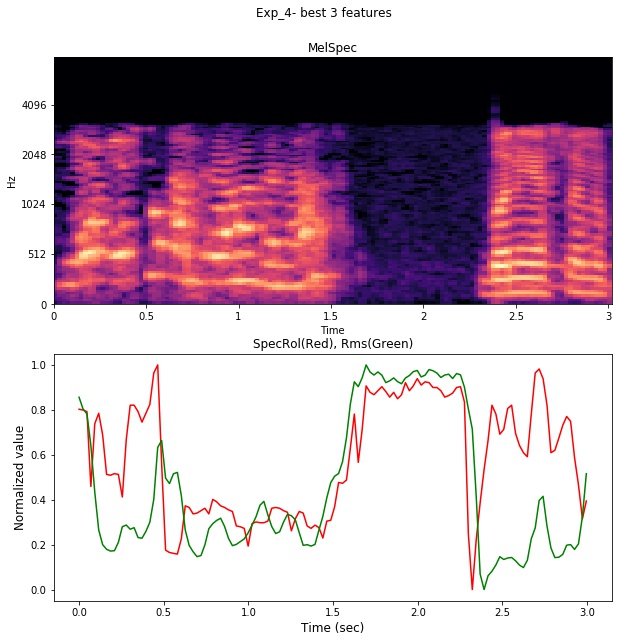 Exp_4- best 3 features
MelSpec
4096
2048
1024
512
0
Hz
0 0.5 1 1.5 2 2.5 3
Time
SpecRol(Red), Rms(Green)
1.0
0.8
0.6
0.4
0.2
0.0
Normalized value
0.0 0.5 1.0 1.5 2.0 2.5 3.0
Time (sec)